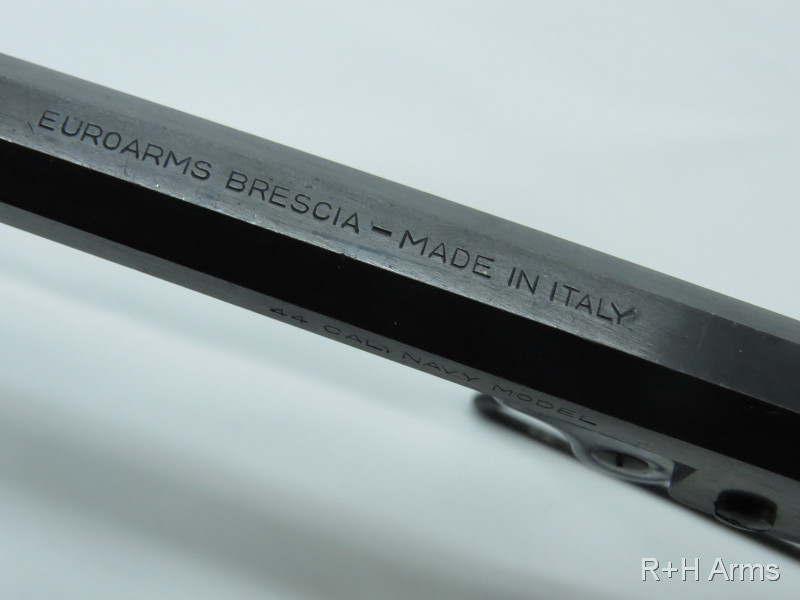 EUROARMS BRESCIA - MADE IN ITALY
44 CAL. NAVY MODEL
R+H Arms